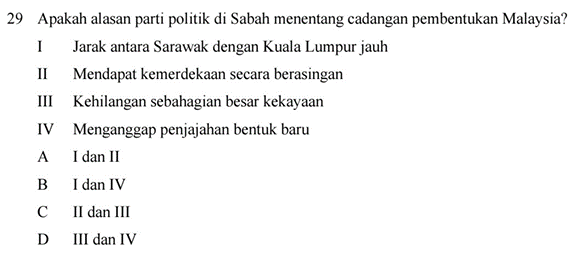 29 Apakah alasan parti politik di Sabah menentang cadangan pembentukan Malaysia?
I Jarak antara Sarawak dengan Kuala Lumpur jauh
II Mendapat kemerdekaan secara berasingan
III Kehilangan sebahagian besar kekayaan
IV Menganggap penjajahan bentuk baru
A I dan II
B I dan IV
C II dan III
D III dan IV